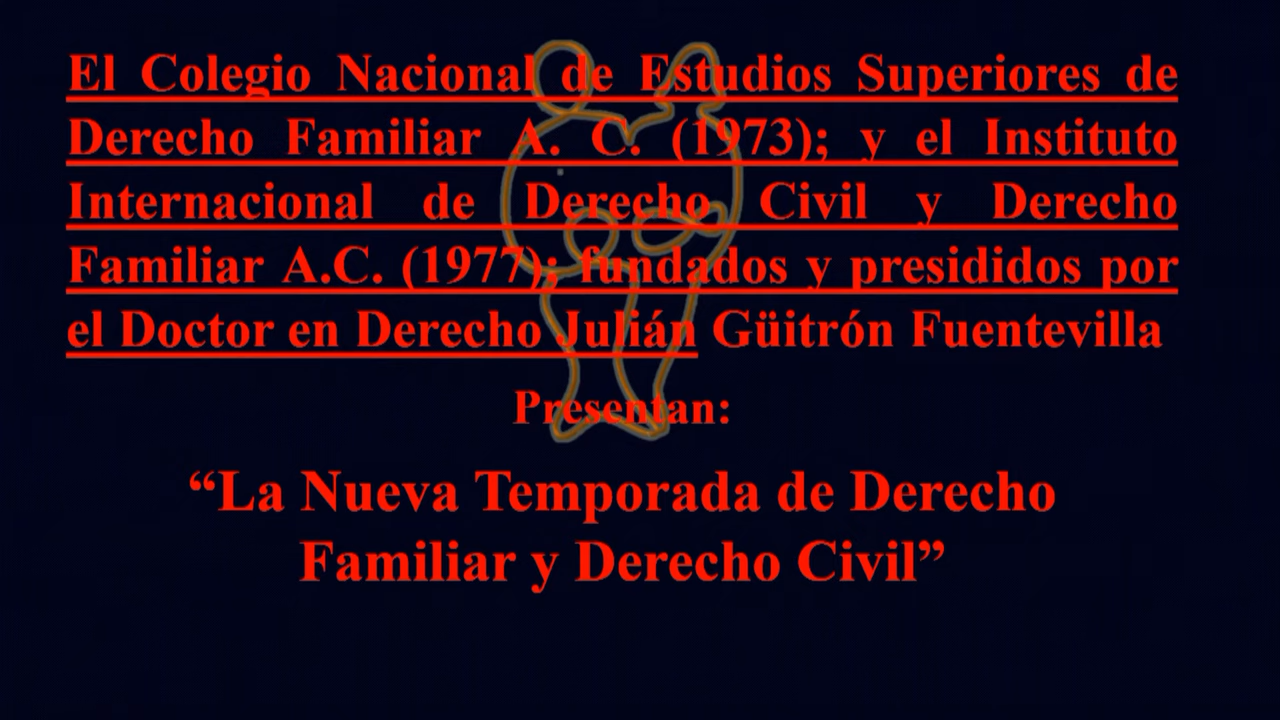 El Colegio Nacional de Estudios Superiores de
Derecho Familiar A. C. (1973); y el Instituto
Internacional de Derecho Civil y Derecho
Familiar A.C. (1977); fundados y presididos por
el Doctor en Derecho Julián Güitrón Fuentevilla
Presentan:
“La Nueva Temporada de Derecho
Familiar y Derecho Civil”